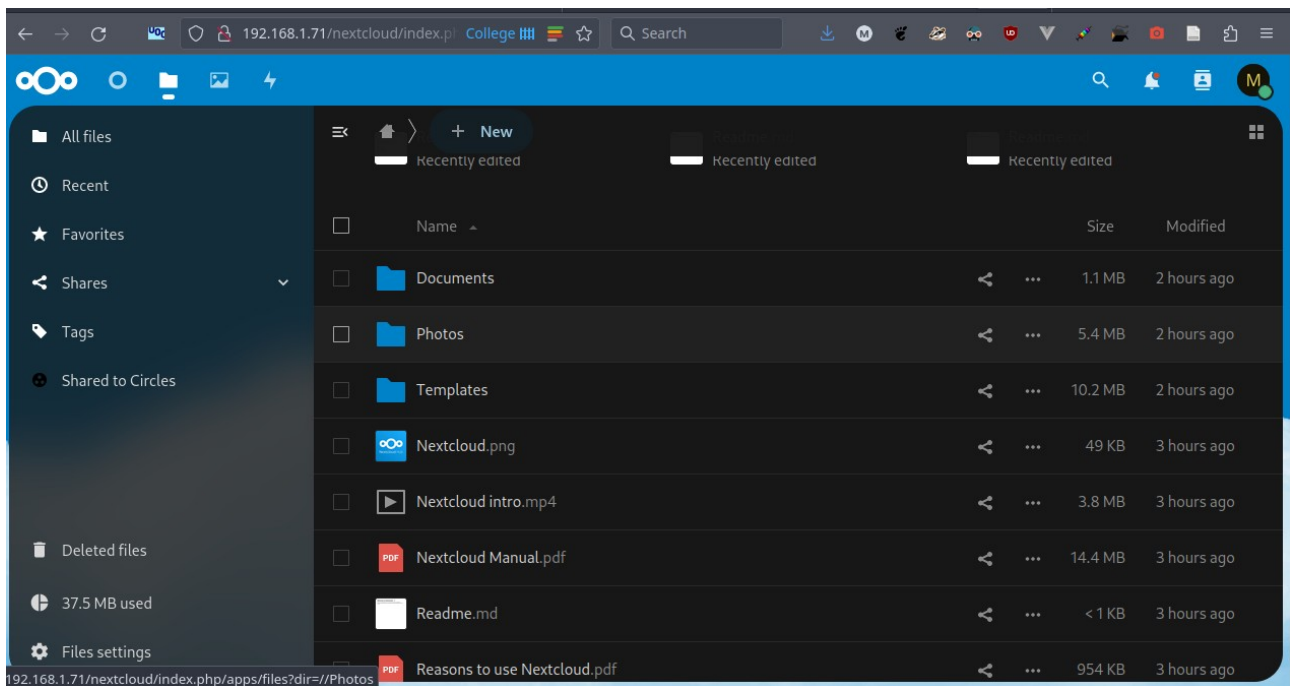 192.168.1.71/nextcloud/index.p College Search
M
All files
Recent
Favorites
Shares
Tags
Shared to Circles
Deleted files
37.5 MB used
Files settings
+ New
Recently edited Recently edited Recently edited
Name Size Modified
Documents 1.1 MB 2 hours ago
Photos 5.4 MB 2 hours ago
Templates 10.2 MB 2 hours ago
Nextcloud.png 49 KB 3 hours ago
Nextcloud intro.mp4 3.8 MB 3 hours ago
PDF Nextcloud Manual.pdf 14.4 MB 3 hours ago
Readme.md < 1 KB 3 hours ago
PDF Reasons to use Nextcloud.pdf 954 KB 3 hours ago
192.168.1.71/nextcloud/index.php/apps/files?dir=//Photos